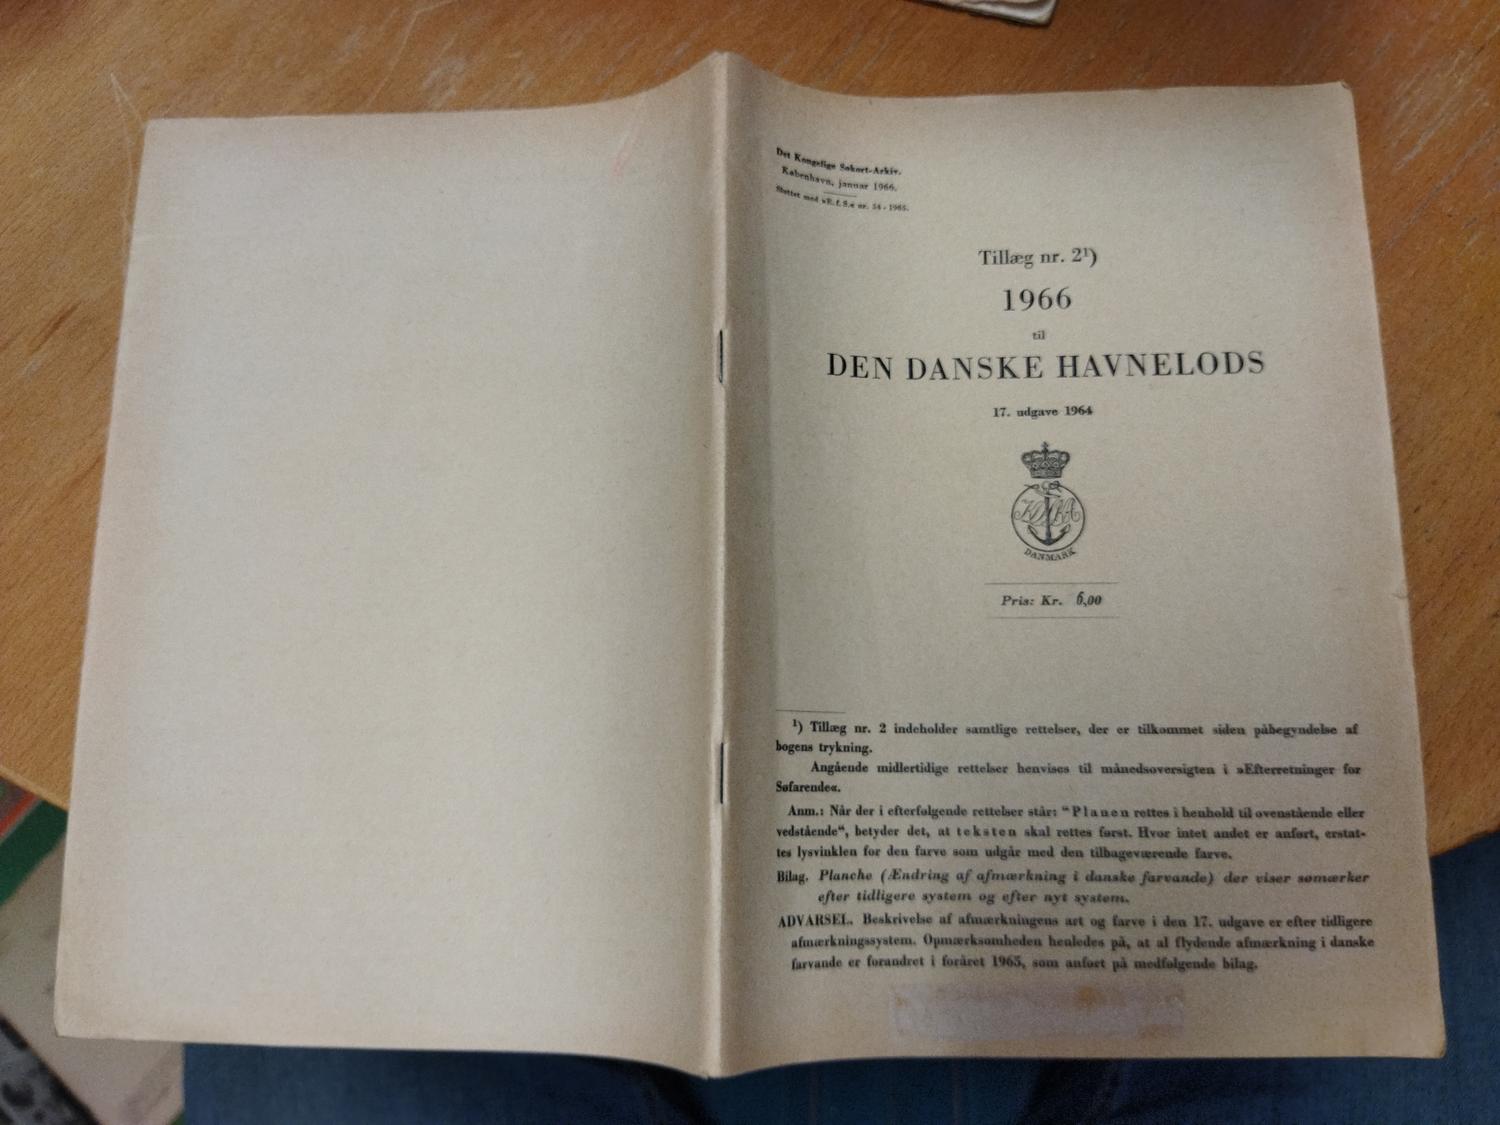 Det Kongelige Søkort-Arkiv.
København, januar 1966.
Sluttet med »E. f. S.« nr. 54 - 1965.
Tillæg nr. 2¹)
1966
til
DEN DANSKE HAVNELODS
17. udgave 1964
DANMARK
Pris: Kr. 6,00
¹) Tillæg nr. 2 indeholder samtlige rettelser, der er tilkommet siden påbegyndelse af
bogens trykning.
Angående midlertidige rettelser henvises til månedsoversigten i »Efterretninger for
Søfarende«.
Anm.: Når der i efterfølgende rettelser står: "Planen rettes i henhold til ovenstående eller
vedstående", betyder det, at teksten skal rettes først. Hvor intet andet er anført, erstat-
tes lysvinklen for den farve som udgår med den tilbageværende farve.
Bilag. Planche (Ændring af afmærkning i danske farvande) der viser sømærker
efter tidligere system og efter nyt system.
ADVARSEL. Beskrivelse af afmærkningens art og farve i den 17. udgave er efter tidligere
afmærkningssystem. Opmærksomheden henledes på, at al flydende afmærkning i danske
farvande er forandret i foråret 1965, som anført på medfølgende bilag.